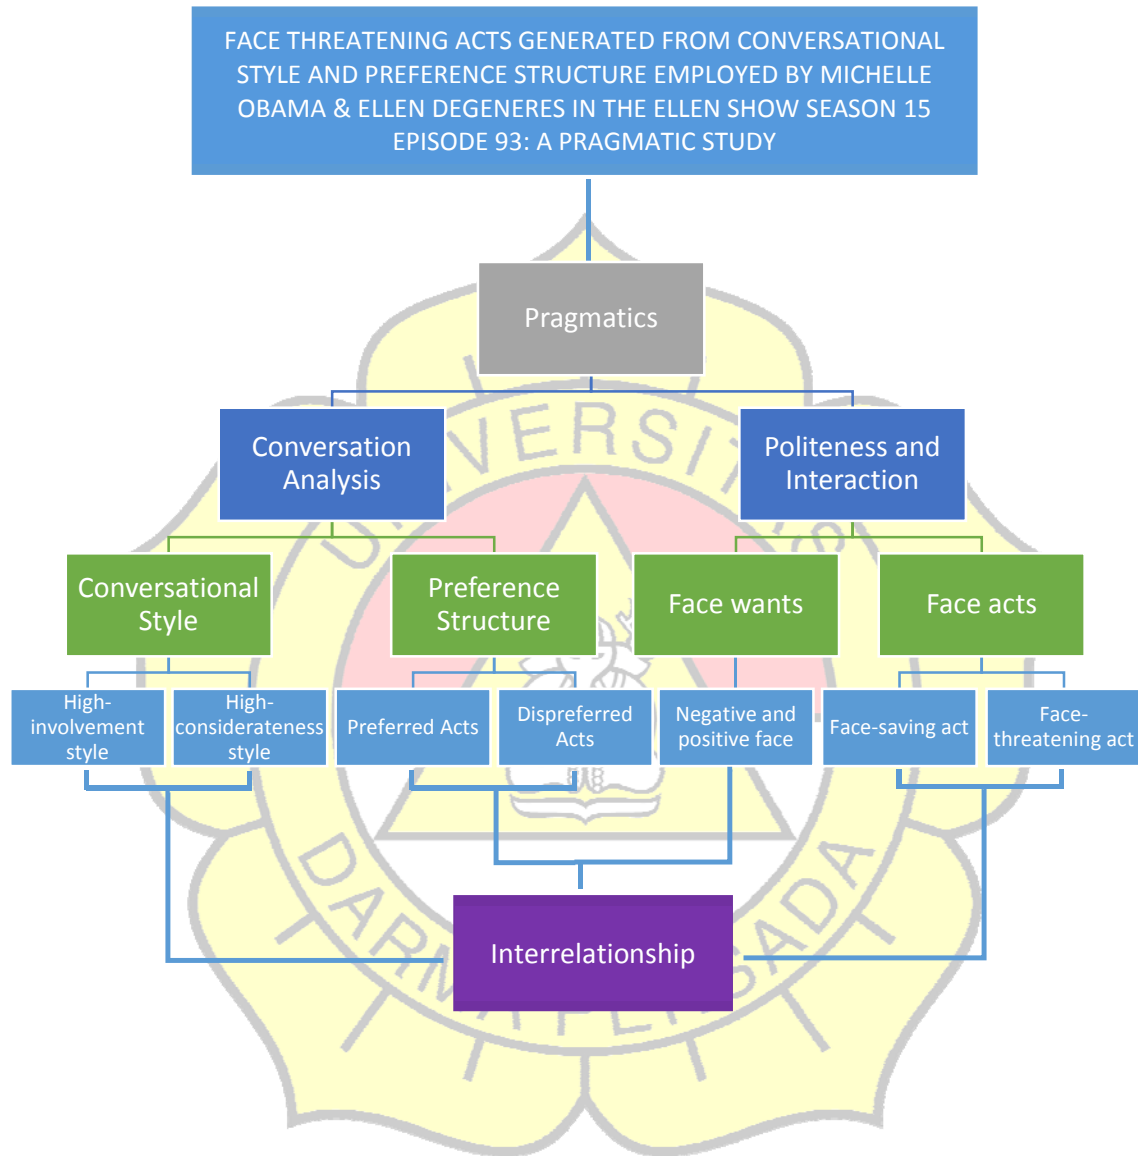 FACE THREATENING ACTS GENERATED FROM CONVERSATIONAL
STYLE AND PREFERENCE STRUCTURE EMPLOYED BY MICHELLE
OBAMA & ELLEN DEGENERES IN THE ELLEN SHOW SEASON 15
EPISODE 93: A PRAGMATIC STUDY
Pragmatics
Conversation
Analysis
Politeness and
Interaction
Conversational
Style
Preference
Structure
Face wants
Face acts
High-
involvement
style
High-
considerateness
style
Preferred Acts
Dispreferred
Acts
Negative and
positive face
Face-saving act
Face-
threatening act
Interrelationship